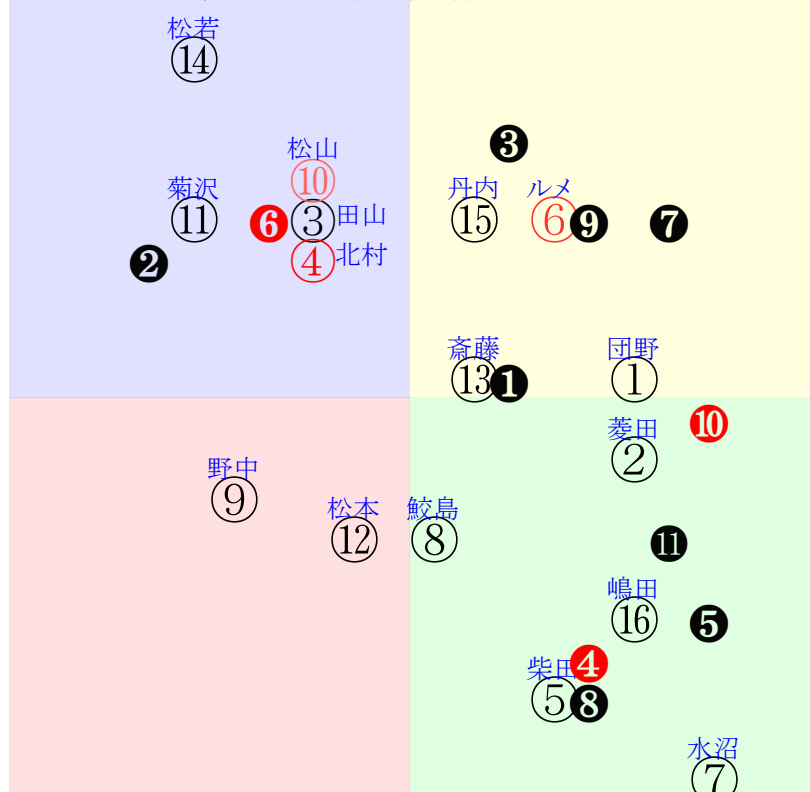 松若
⑭
❸
松山
⑩
菊沢
⑪
❻
③ 田山
丹内
⑮
ルメ
⑥
❾
❼
❷
④ 北村
斎藤
⑬
❶
団野
①
❿
菱田
②
野中
⑨
松本
⑫
鮫島
⑧
⓫
嶋田
⑯
❺
柴田
❹
⑤
❽
水沼
⑦